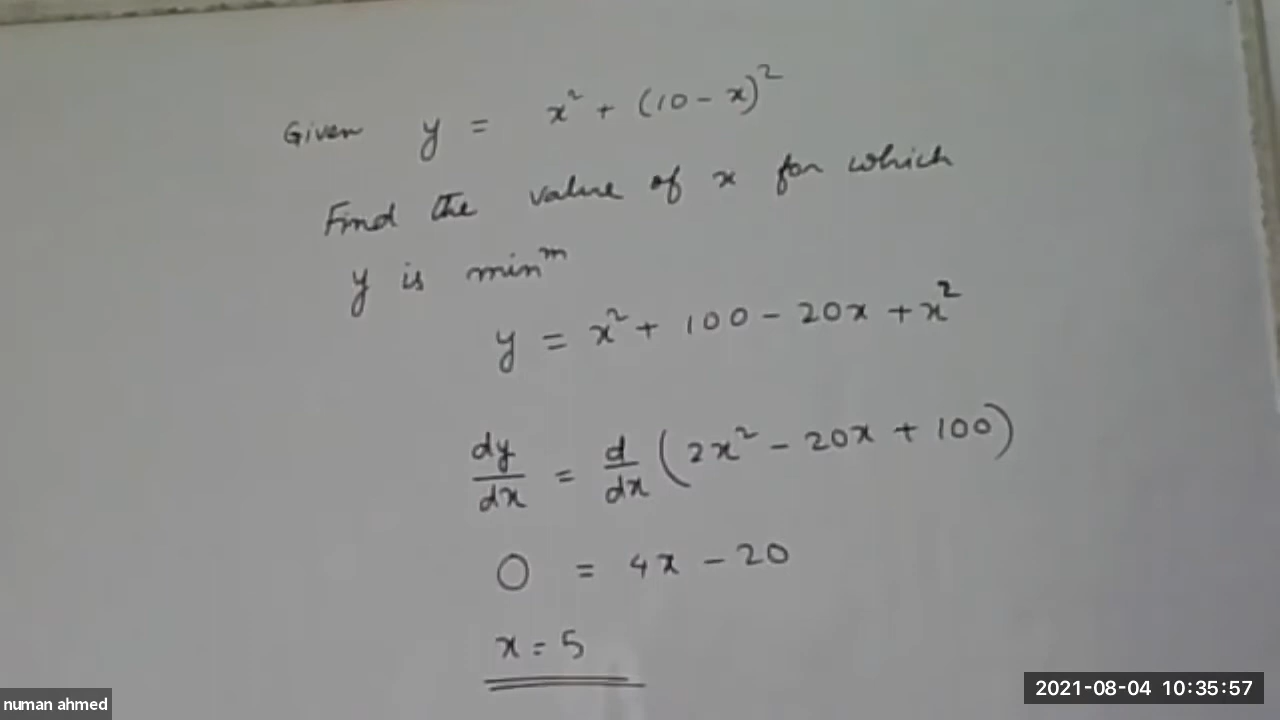 Given y = x² + (10 - x)²
Find the value of x for which
y is minᵐ
y = x² + 100 - 20x + x²
dy/dx = d/dx (2x² - 20x + 100)
0 = 4x - 20
x = 5
numan ahmed
2021-08-04 10:35:57